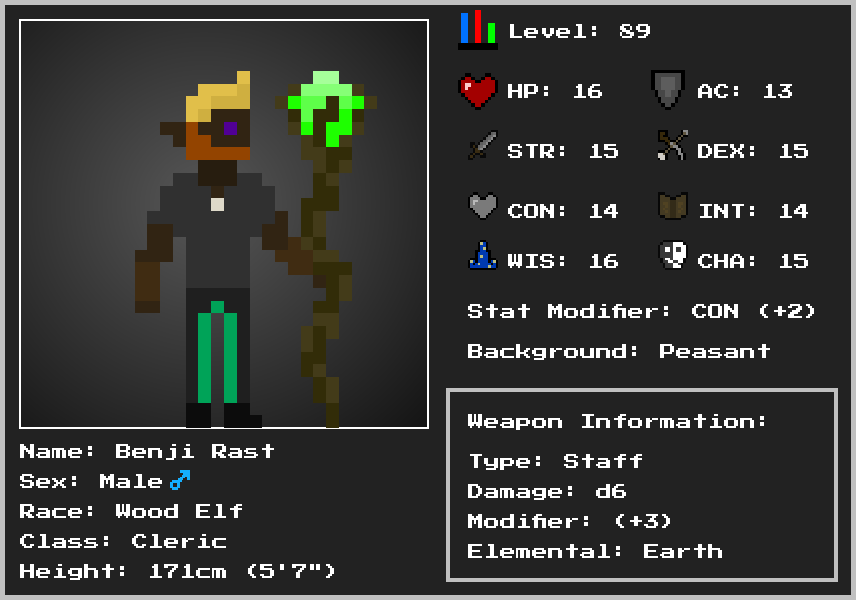 Level: 89
HP: 16 AC: 13
STR: 15 DEX: 15
CON: 14 INT: 14
WIS: 16 CHA: 15
Stat Modifier: CON (+2)
Background: Peasant
Weapon Information:
Type: Staff
Damage: d6
Modifier: (+3)
Elemental: Earth
Name: Benji Rast
Sex: Male♂
Race: Wood Elf
Class: Cleric
Height: 171cm (5'7")